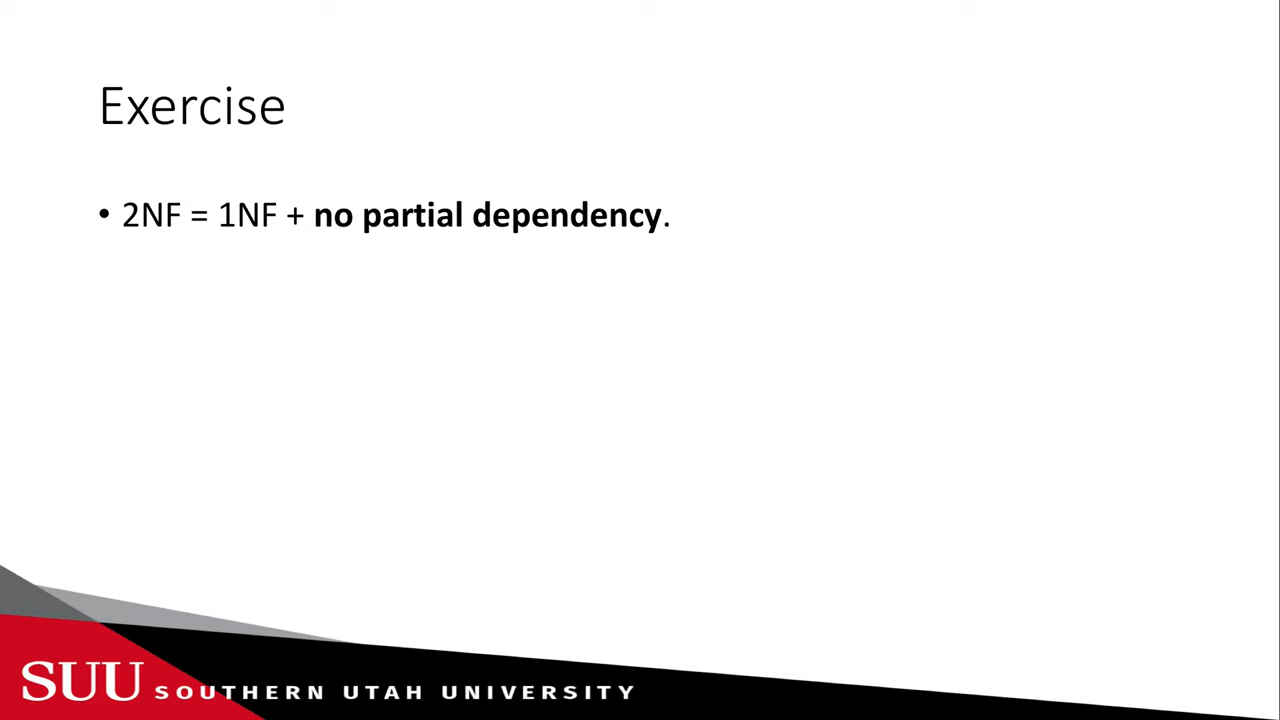 Exercise
• 2NF = 1NF + no partial dependency.
SUU SOUTHERN UTAH UNIVERSITY